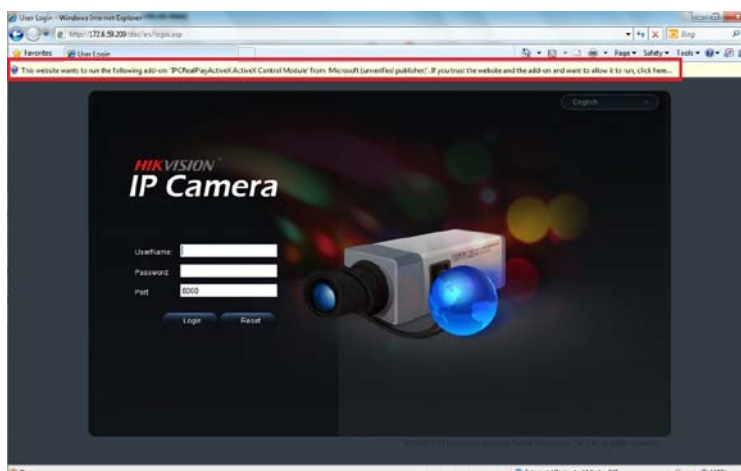 User Login - Windows Internet Explorer
http://172.6.59.209/doc/en/logon.asp
Bing
Favorites
User Login
Page
Safety
Tools
This website wants to run the following add-on: 'IPCRealPlayActiveX ActiveX Control Module' from 'Microsoft (unverified publisher)'. If you trust the website and the add-on and want to allow it to run, click here...
English
HIKVISION
IP Camera
UserName:
Password:
Port
8000
Login
Reset